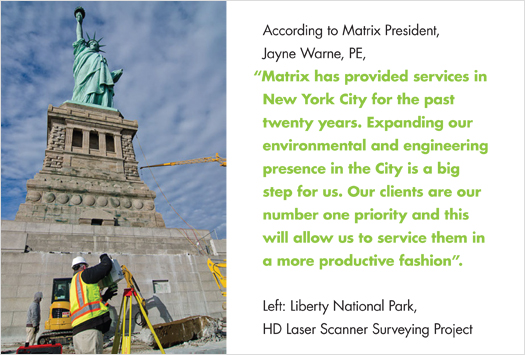 According to Matrix President,
Jayne Warne, PE,
“Matrix has provided services in
New York City for the past
twenty years. Expanding our
environmental and engineering
presence in the City is a big
step for us. Our clients are our
number one priority and this
will allow us to service them in
a more productive fashion”.
Left: Liberty National Park,
HD Laser Scanner Surveying Project